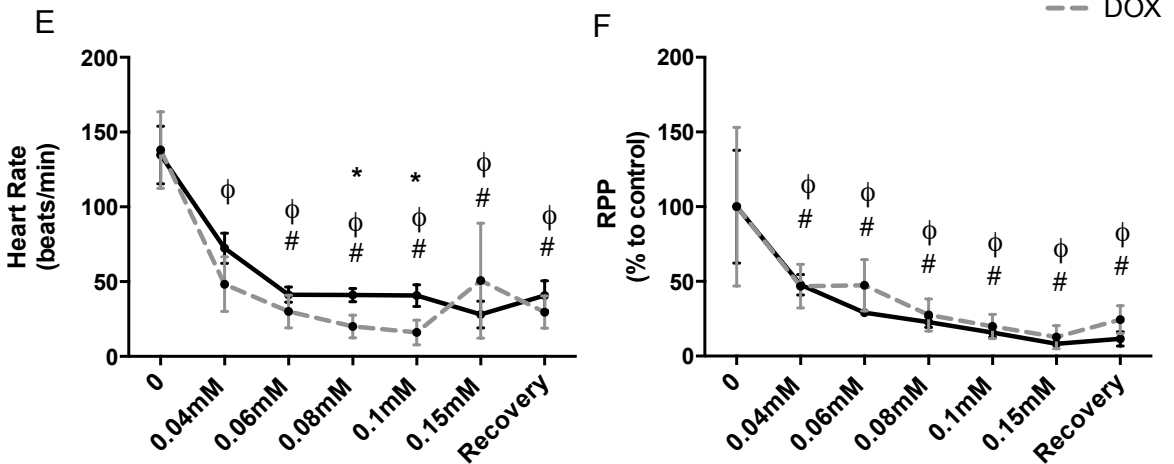 DOX
E
200
150
100
50
0
Heart Rate
(beats/min)
ϕ
ϕ
#
*
ϕ
#
*
ϕ
#
ϕ
#
ϕ
#
0
0.04mM
0.06mM
0.08mM
0.1mM
0.15mM
Recovery
F
200
150
100
50
0
RPP
(% to control)
ϕ
#
ϕ
#
ϕ
#
ϕ
#
ϕ
#
ϕ
#
0
0.04mM
0.06mM
0.08mM
0.1mM
0.15mM
Recovery